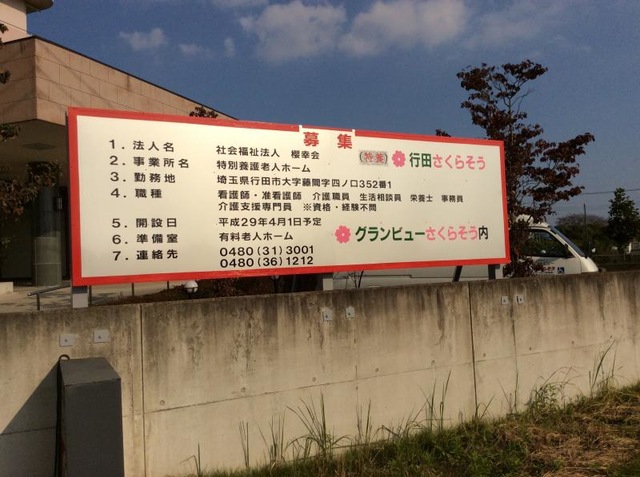 募集
1．法人名 社会福祉法人 櫻幸会
2．事業所名 特別養護老人ホーム (特養) 行田さくらそう
3．勤務地 埼玉県行田市大字藤間字四ノ口352番1
4．職種 看護師・准看護師 介護職員 生活相談員 栄養士 事務員
介護支援専門員 ※資格・経験不問
5．開設日 平成29年4月1日予定
6．準備室 有料老人ホーム グランビューさくらそう内
7．連絡先 0480(31)3001
0480(36)1212